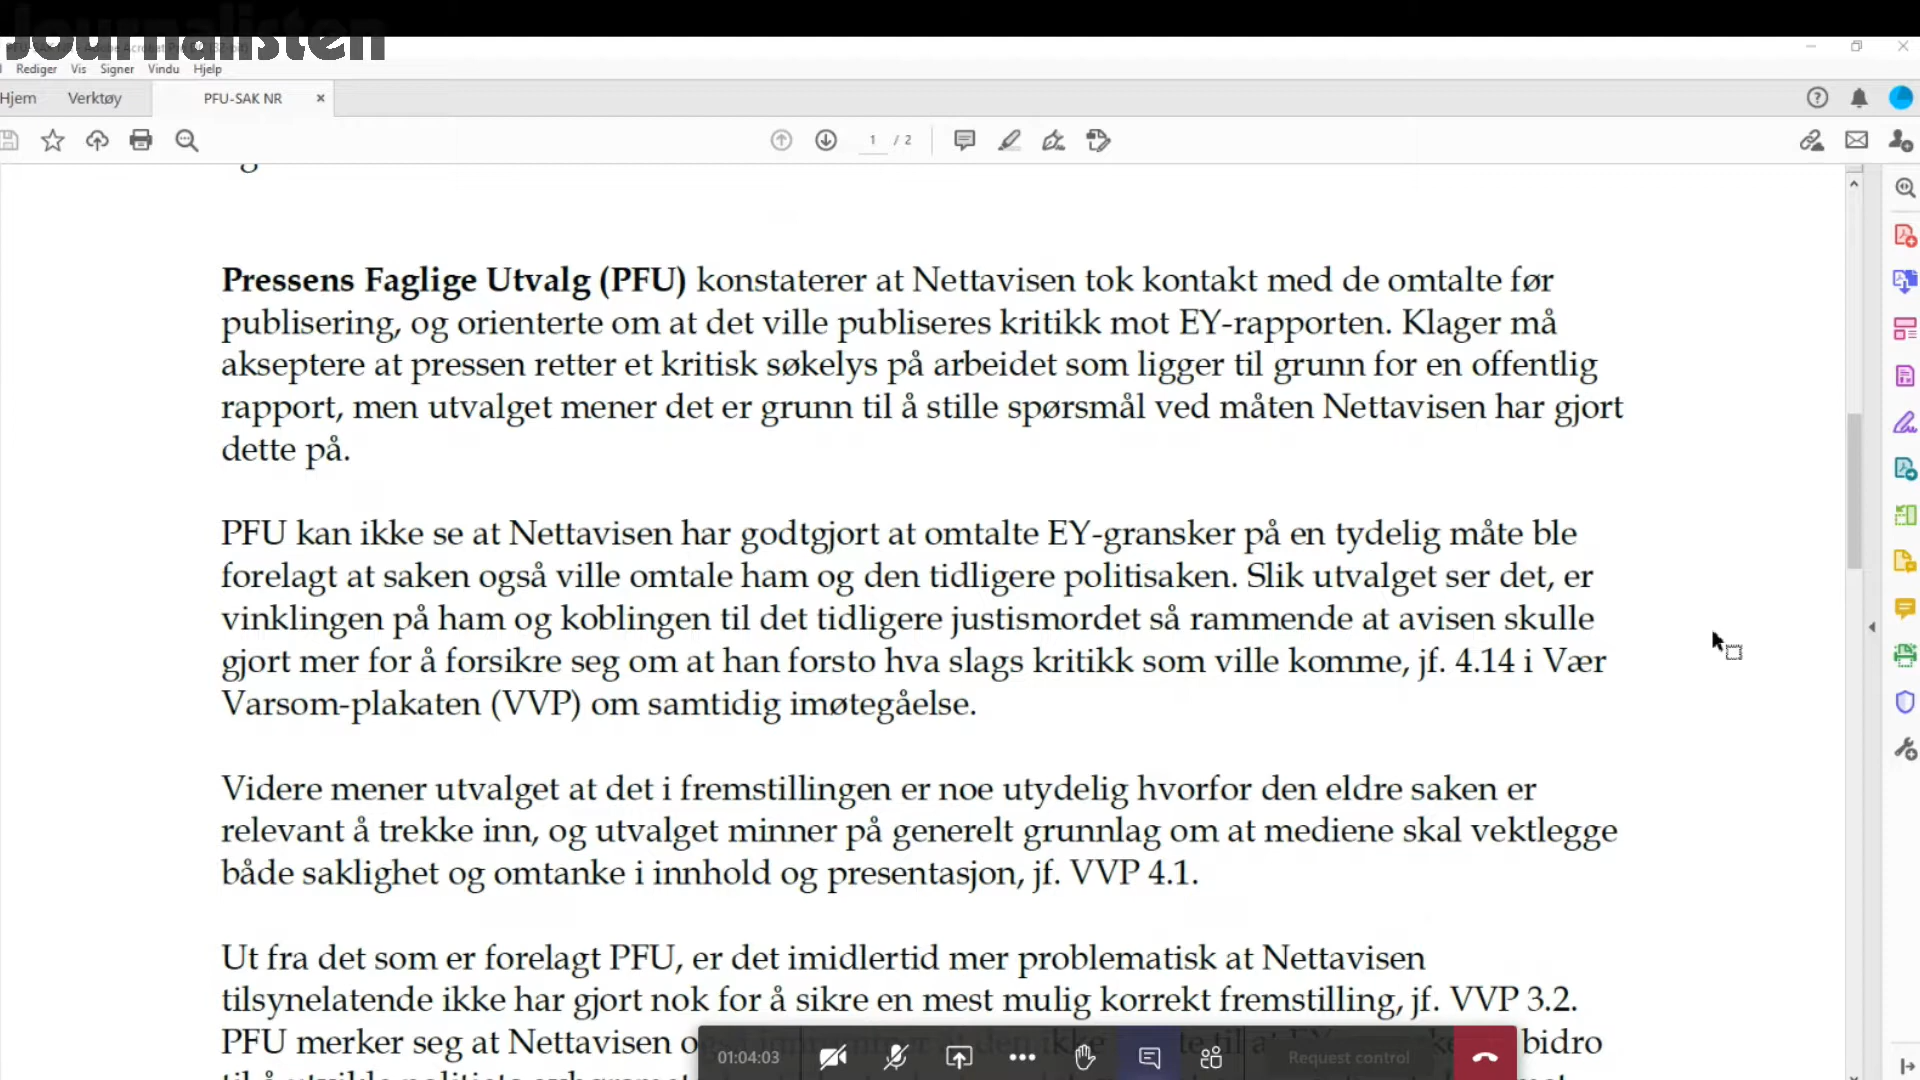 Journalisten
Rediger Vis Signer Vindu Hjelp
Hjem Verktøy PFU-SAK NR
1 / 2
Pressens Faglige Utvalg (PFU) konstaterer at Nettavisen tok kontakt med de omtalte før
publisering, og orienterte om at det ville publiseres kritikk mot EY-rapporten. Klager må
akseptere at pressen retter et kritisk søkelys på arbeidet som ligger til grunn for en offentlig
rapport, men utvalget mener det er grunn til å stille spørsmål ved måten Nettavisen har gjort
dette på.
PFU kan ikke se at Nettavisen har godtgjort at omtalte EY-gransker på en tydelig måte ble
forelagt at saken også ville omtale ham og den tidligere politisaken. Slik utvalget ser det, er
vinklingen på ham og koblingen til det tidligere justismordet så rammende at avisen skulle
gjort mer for å forsikre seg om at han forsto hva slags kritikk som ville komme, jf. 4.14 i Vær
Varsom-plakaten (VVP) om samtidig imøtegåelse.
Videre mener utvalget at det i fremstillingen er noe utydelig hvorfor den eldre saken er
relevant å trekke inn, og utvalget minner på generelt grunnlag om at mediene skal vektlegge
både saklighet og omtanke i innhold og presentasjon, jf. VVP 4.1.
Ut fra det som er forelagt PFU, er det imidlertid mer problematisk at Nettavisen
tilsynelatende ikke har gjort nok for å sikre en mest mulig korrekt fremstilling, jf. VVP 3.2.
PFU merker seg at Nettavisen bidro
01:04:03 Request control